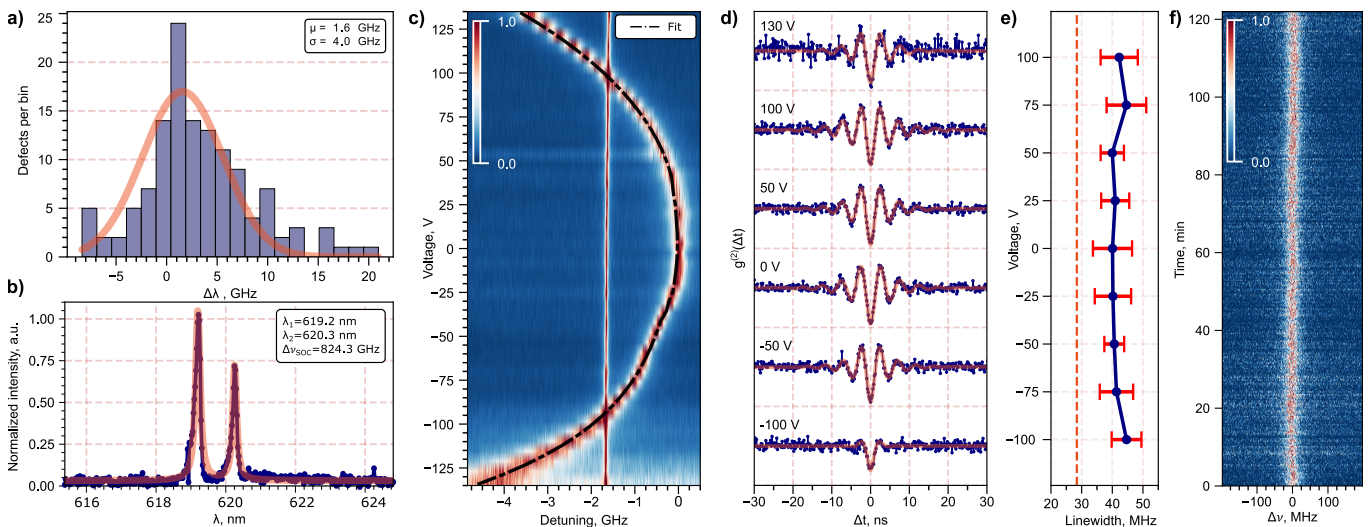 a)
μ = 1.6 GHz
σ = 4.0 GHz
Defects per bin
25
20
15
10
5
0
−5
0
5
10
15
20
Δλ , GHz
b)
λ1=619.2 nm
λ2=620.3 nm
ΔνSOC=824.3 GHz
Normalized intensity, a.u.
1.00
0.75
0.50
0.25
0.00
616
618
620
622
624
λ, nm
c)
1.0
0.0
Fit
Voltage, V
125
100
75
50
25
0
−25
−50
−75
−100
−125
−4
−3
−2
−1
0
Detuning, GHz
d)
g(2)(Δt)
130 V
100 V
50 V
0 V
-50 V
-100 V
−30
−20
−10
0
10
20
30
Δt, ns
e)
Voltage, V
100
75
50
25
0
−25
−50
−75
−100
20
30
40
50
Linewidth, MHz
f)
1.0
0.0
Time, min
120
100
80
60
40
20
0
−100
0
100
Δν, MHz